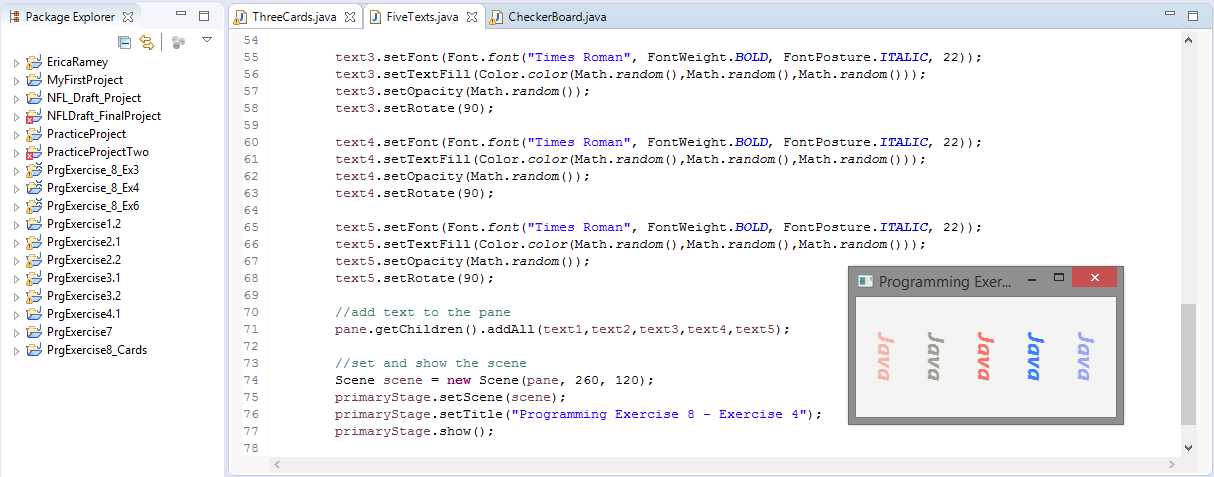 Package Explorer
EricaRamey
MyFirstProject
NFL_Draft_Project
NFLDraft_FinalProject
PracticeProject
PracticeProjectTwo
PrgExercise_8_Ex3
PrgExercise_8_Ex4
PrgExercise_8_Ex6
PrgExercise1.2
PrgExercise2.1
PrgExercise2.2
PrgExercise3.1
PrgExercise3.2
PrgExercise4.1
PrgExercise7
PrgExercise8_Cards
ThreeCards.java FiveTexts.java CheckerBoard.java
54
55 text3.setFont(Font.font("Times Roman", FontWeight.BOLD, FontPosture.ITALIC, 22));
56 text3.setTextFill(Color.color(Math.random(),Math.random(),Math.random()));
57 text3.setOpacity(Math.random());
58 text3.setRotate(90);
59
60 text4.setFont(Font.font("Times Roman", FontWeight.BOLD, FontPosture.ITALIC, 22));
61 text4.setTextFill(Color.color(Math.random(),Math.random(),Math.random()));
62 text4.setOpacity(Math.random());
63 text4.setRotate(90);
64
65 text5.setFont(Font.font("Times Roman", FontWeight.BOLD, FontPosture.ITALIC, 22));
66 text5.setTextFill(Color.color(Math.random(),Math.random(),Math.random()));
67 text5.setOpacity(Math.random());
68 text5.setRotate(90);
69
70 //add text to the pane
71 pane.getChildren().addAll(text1,text2,text3,text4,text5);
72
73 //set and show the scene
74 Scene scene = new Scene(pane, 260, 120);
75 primaryStage.setScene(scene);
76 primaryStage.setTitle("Programming Exercise 8 - Exercise 4");
77 primaryStage.show();
78
Programming Exer...
Java
Java
Java
Java
Java